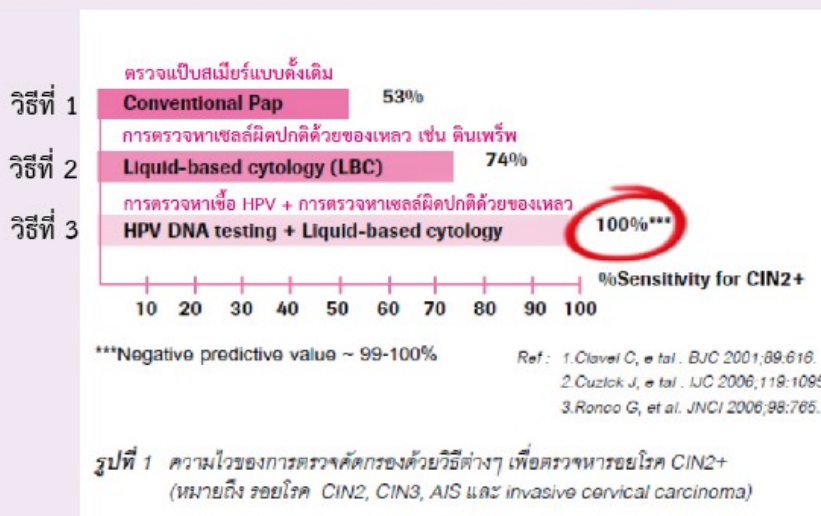 ตรวจแป๊บสเมียร์แบบดั้งเดิม
วิธีที่ 1 Conventional Pap 53%
การตรวจหาเซลล์ผิดปกติด้วยของเหลว เช่น ตินเพร็พ
วิธีที่ 2 Liquid-based cytology (LBC) 74%
การตรวจหาเชื้อ HPV + การตรวจหาเซลล์ผิดปกติด้วยของเหลว
วิธีที่ 3 HPV DNA testing + Liquid-based cytology 100%***
%Sensitivity for CIN2+
10 20 30 40 50 60 70 80 90 100
***Negative predictive value ~ 99-100%
Ref : 1.Clavel C, e tal . BJC 2001;89:616.
2.Cuzick J, e tal . IJC 2006;119:1095
3.Ronco G, et al. JNCI 2006;98:765.
รูปที่ 1 ความไวของการตรวจคัดกรองด้วยวิธีต่างๆ เพื่อตรวจหารอยโรค CIN2+
(หมายถึง รอยโรค CIN2, CIN3, AIS และ invasive cervical carcinoma)